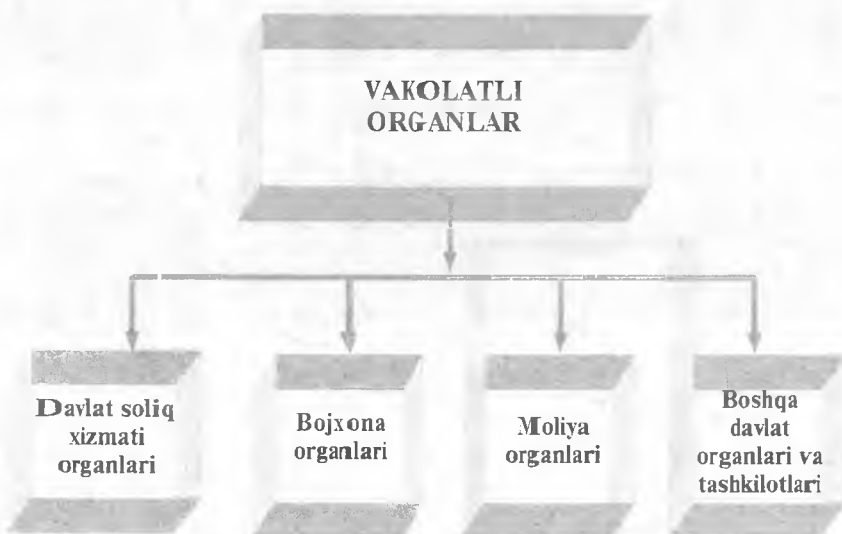 VAKOLATLI
ORGANLAR
Davlat soliq
xizmati
organlari
Bojxona
organlari
Moliya
organlari
Boshqa
davlat
organlari va
tashkilotlari